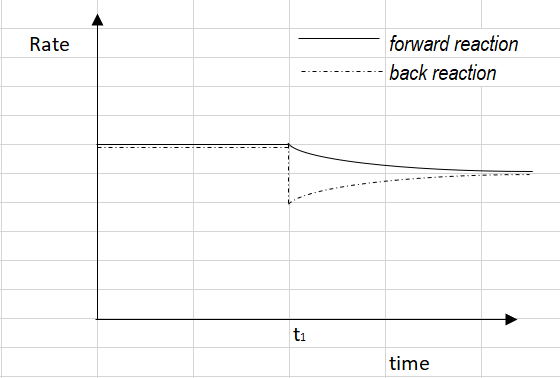 Rate
forward reaction
back reaction
t₁
time